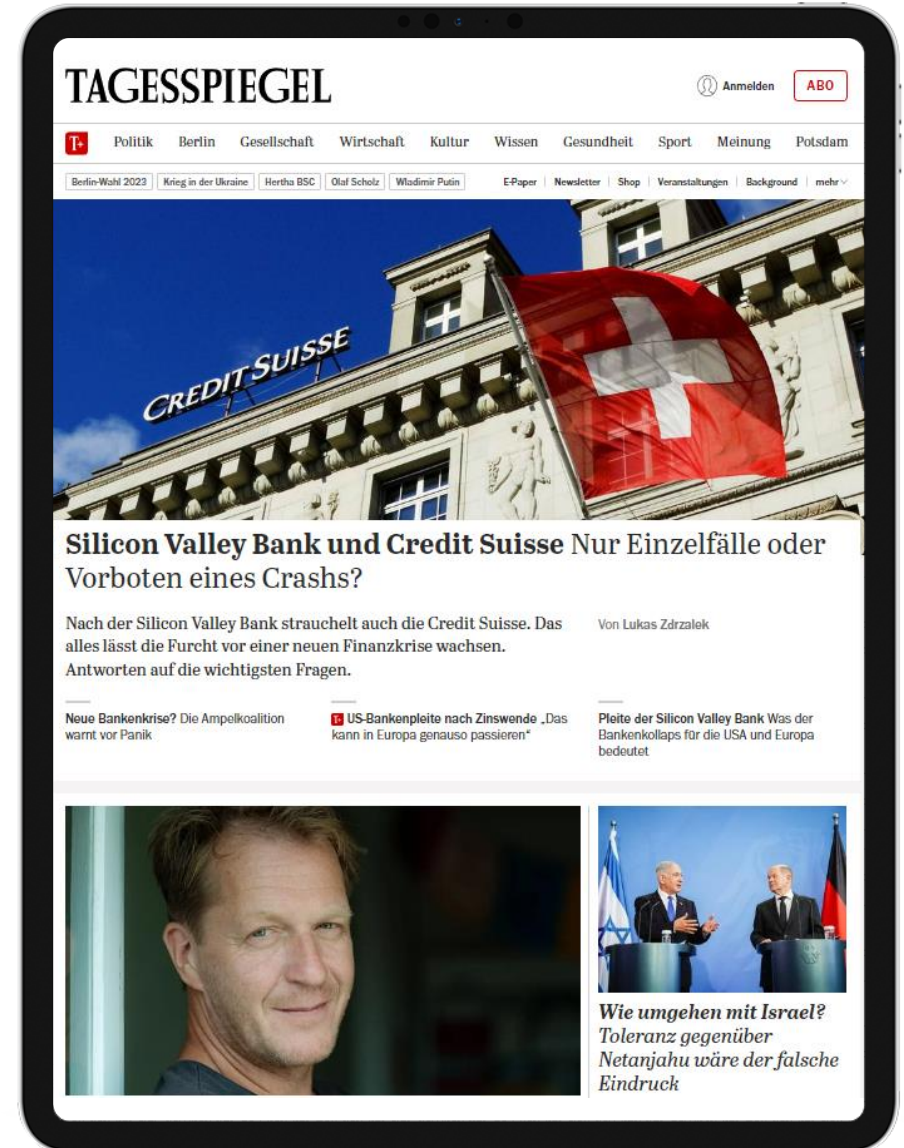 TAGESSPIEGEL
Anmelden
ABO
T+ Politik Berlin Gesellschaft Wirtschaft Kultur Wissen Gesundheit Sport Meinung Potsdam
Berlin-Wahl 2023 Krieg in der Ukraine Hertha BSC Olaf Scholz Wladimir Putin E-Paper Newsletter Shop Veranstaltungen Background mehr
CREDIT SUISSE
Silicon Valley Bank und Credit Suisse Nur Einzelfälle oder
Vorboten eines Crashs?
Nach der Silicon Valley Bank strauchelt auch die Credit Suisse. Das
alles lässt die Furcht vor einer neuen Finanzkrise wachsen.
Antworten auf die wichtigsten Fragen.
Von Lukas Zdrzalek
Neue Bankenkrise? Die Ampelkoalition
warnt vor Panik
T+ US-Bankenpleite nach Zinswende „Das
kann in Europa genauso passieren“
Pleite der Silicon Valley Bank Was der
Bankenkollaps für die USA und Europa
bedeutet
Wie umgehen mit Israel?
Toleranz gegenüber
Netanjahu wäre der falsche
Eindruck